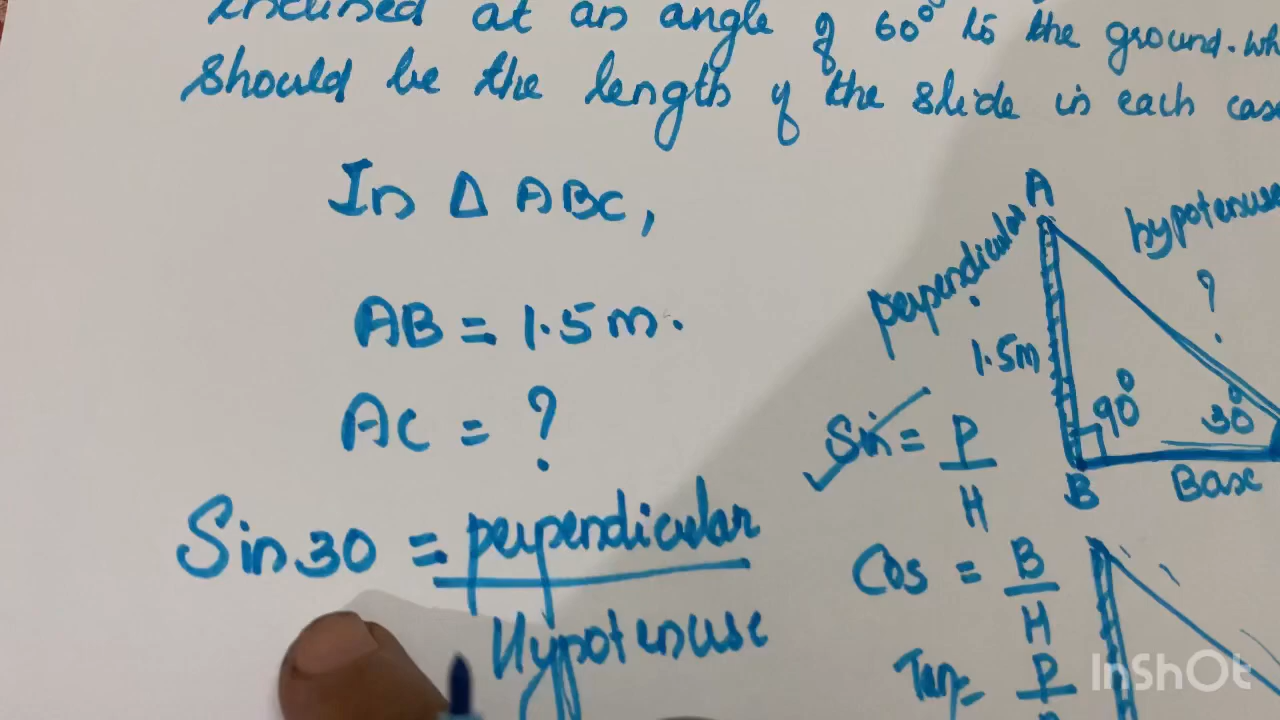 inclined at an angle of 60° to the ground. Wh
should be the length of the slide in each case
In Δ ABC,
AB = 1.5m.
AC = ?
Sin 30 = perpendicular
Hypotenuse
A
perpendicular
hypotenuse
?
1.5m
90°
30°
B
Base
Sin = P
H
Cos = B
H
Tan = P
InShOt